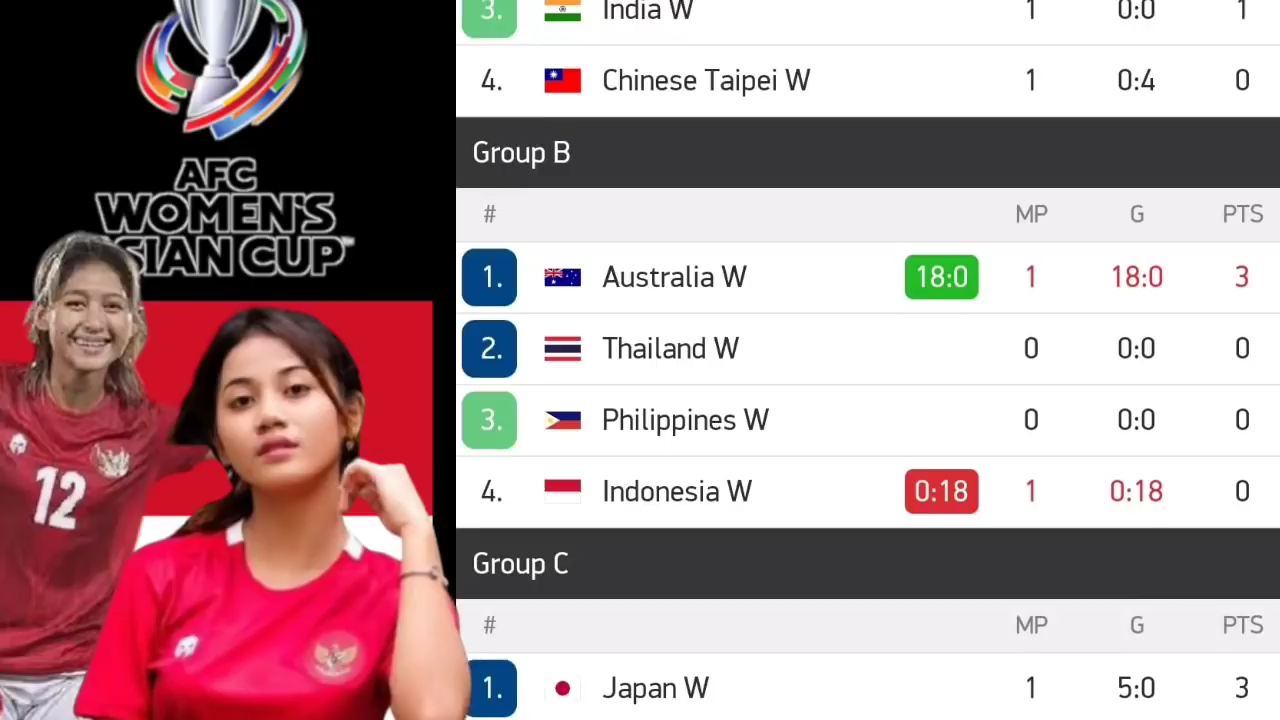 AFC
WOMEN'S
ASIAN CUP™
12
3. India W 1 0:0 1
4. Chinese Taipei W 1 0:4 0
Group B
# MP G PTS
1. Australia W 18:0 1 18:0 3
2. Thailand W 0 0:0 0
3. Philippines W 0 0:0 0
4. Indonesia W 0:18 1 0:18 0
Group C
# MP G PTS
1. Japan W 1 5:0 3